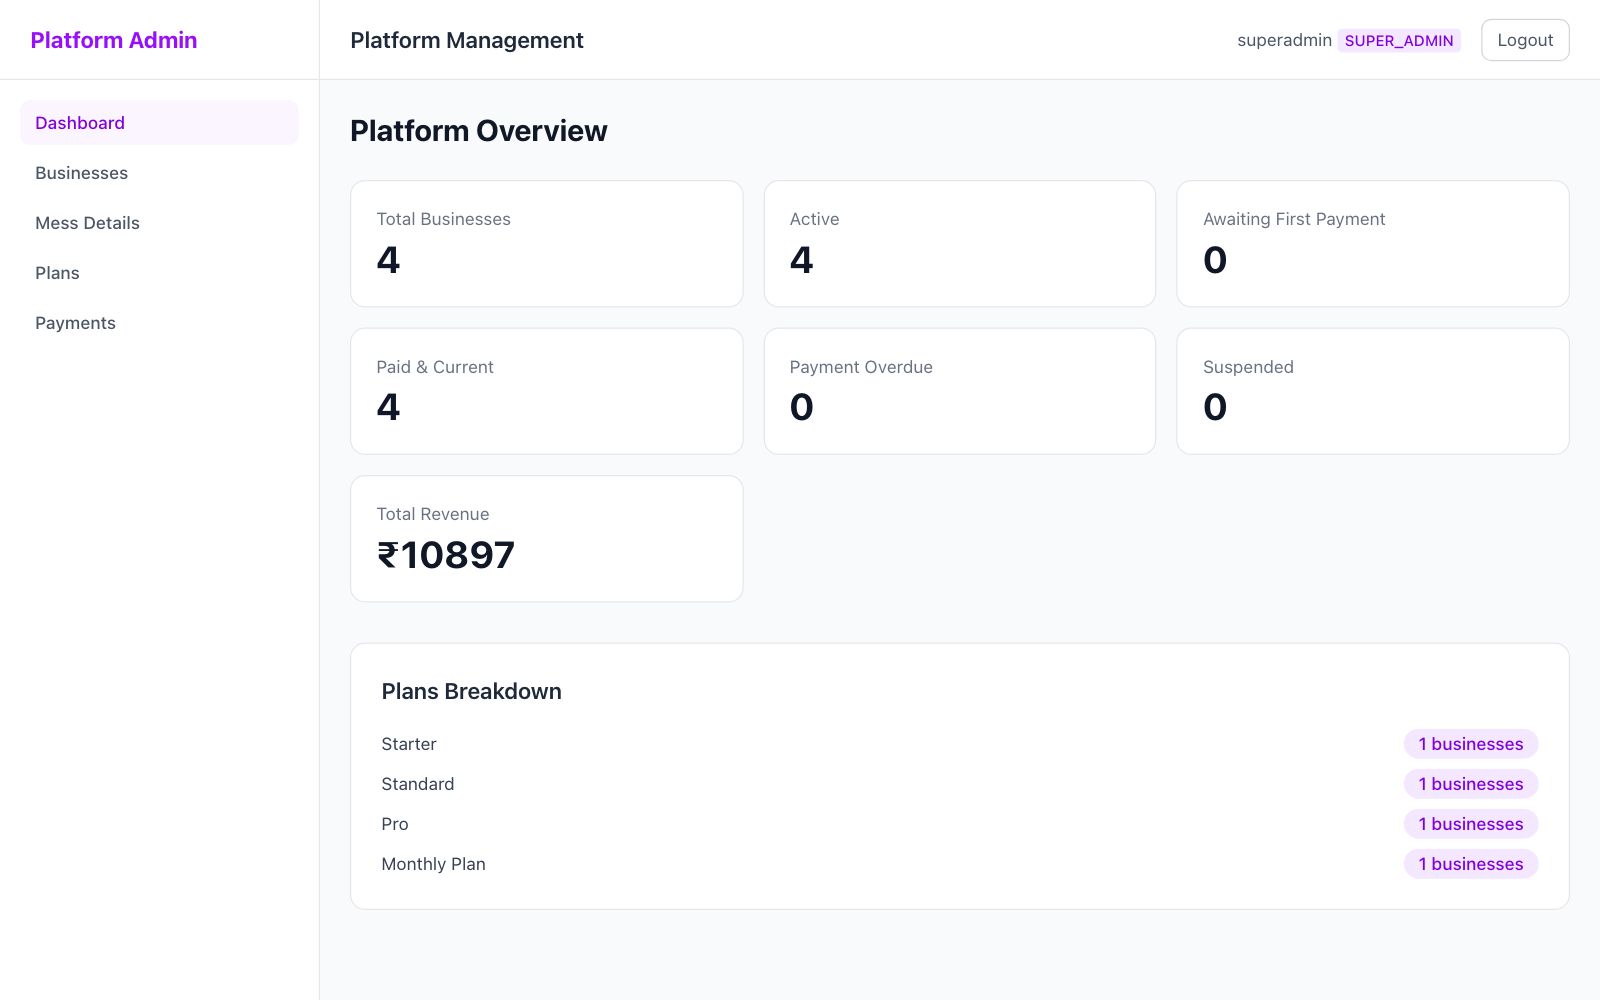 Platform Admin
Platform Management
superadmin SUPER_ADMIN
Logout
Dashboard
Businesses
Mess Details
Plans
Payments
Platform Overview
Total Businesses
4
Active
4
Awaiting First Payment
0
Paid & Current
4
Payment Overdue
0
Suspended
0
Total Revenue
₹10897
Plans Breakdown
Starter 1 businesses
Standard 1 businesses
Pro 1 businesses
Monthly Plan 1 businesses